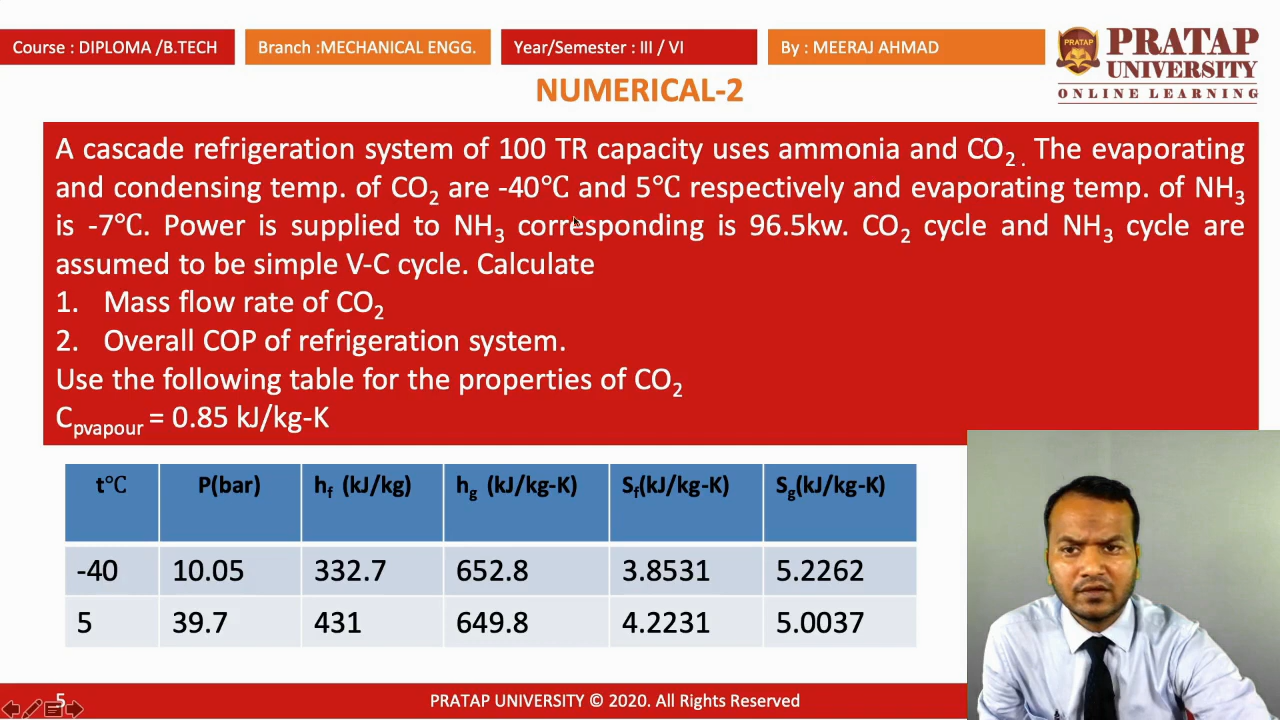 Course : DIPLOMA /B.TECH
Branch :MECHANICAL ENGG.
Year/Semester : III / VI
By : MEERAJ AHMAD
PRATAP
PRATAP
UNIVERSITY
ONLINE LEARNING
NUMERICAL-2
A cascade refrigeration system of 100 TR capacity uses ammonia and CO₂ . The evaporating
and condensing temp. of CO₂ are -40℃ and 5℃ respectively and evaporating temp. of NH₃
is -7℃. Power is supplied to NH₃ corresponding is 96.5kw. CO₂ cycle and NH₃ cycle are
assumed to be simple V-C cycle. Calculate
1. Mass flow rate of CO₂
2. Overall COP of refrigeration system.
Use the following table for the properties of CO₂
Cpvapour = 0.85 kJ/kg-K
t℃ P(bar) hf (kJ/kg) hg (kJ/kg-K) Sf(kJ/kg-K) Sg(kJ/kg-K)
-40 10.05 332.7 652.8 3.8531 5.2262
5 39.7 431 649.8 4.2231 5.0037
5
PRATAP UNIVERSITY © 2020. All Rights Reserved